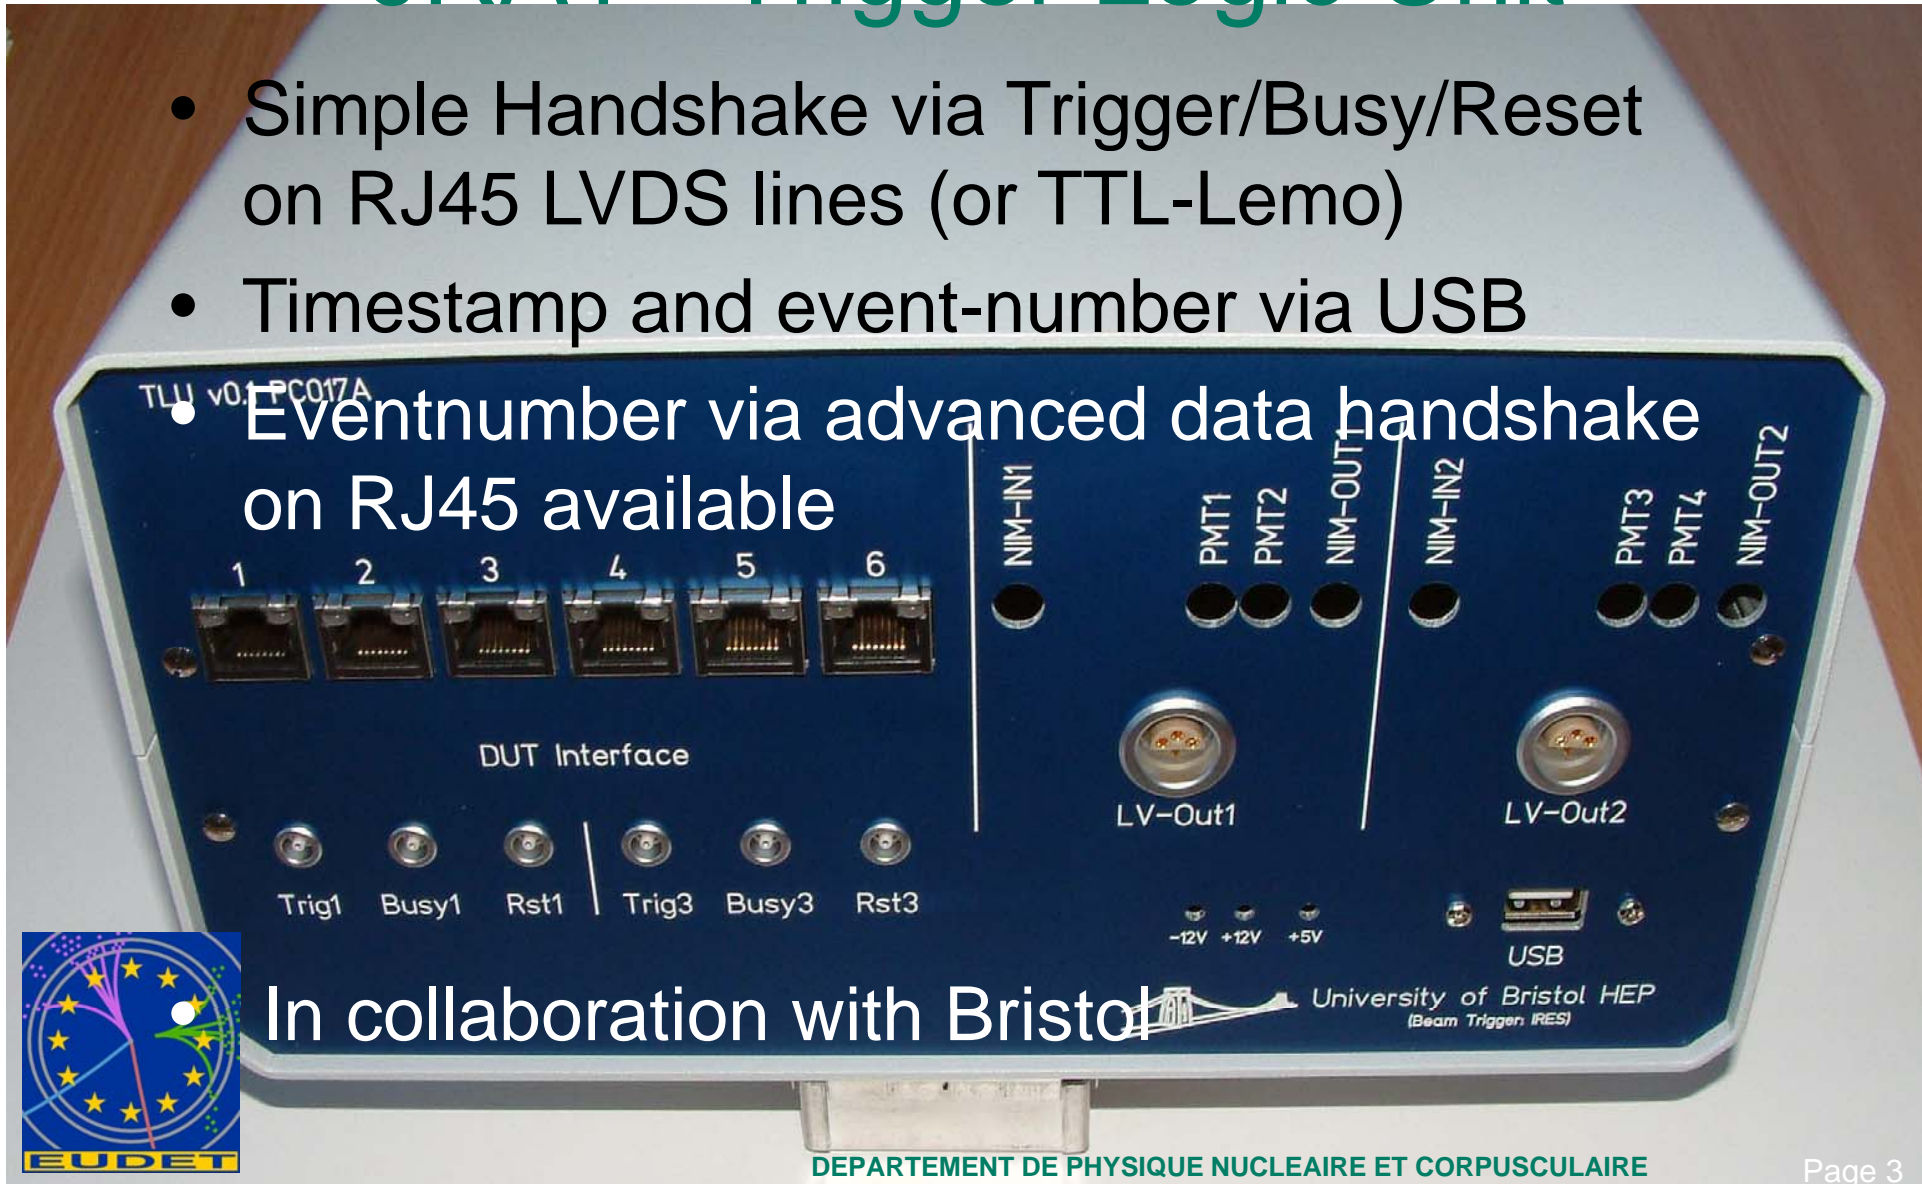 JRA1 - Trigger Logic Unit
• Simple Handshake via Trigger/Busy/Reset
on RJ45 LVDS lines (or TTL-Lemo)
• Timestamp and event-number via USB
TLU v0.1 PC017A
• Eventnumber via advanced data handshake
on RJ45 available
NIM-IN1 PMT1 PMT2 NIM-OUT1 NIM-IN2 PMT3 PMT4 NIM-OUT2
1 2 3 4 5 6
DUT Interface
LV-Out1 LV-Out2
Trig1 Busy1 Rst1 Trig3 Busy3 Rst3
-12V +12V +5V
USB
• In collaboration with Bristol
University of Bristol HEP
(Beam Trigger: IRES)
EUDET
DEPARTEMENT DE PHYSIQUE NUCLEAIRE ET CORPUSCULAIRE
Page 3